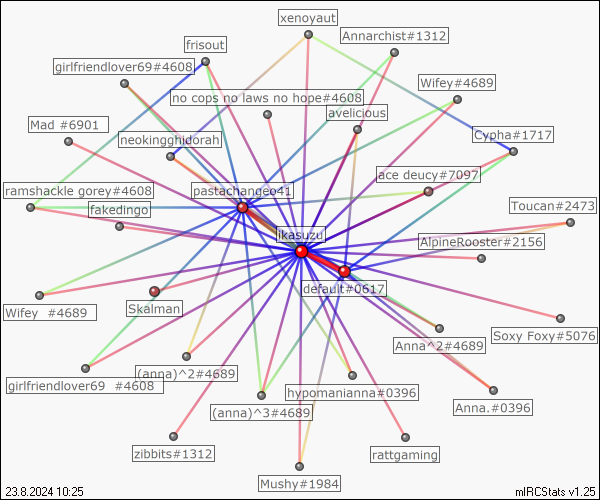 xenoyaut
Annarchist#1312
frisout
girlfriendlover69#4608
Wifey#4689
no cops no laws no hope#4608
avelicious
Mad #6901
Cypha#1717
neokingghidorah
ace deucy#7097
ramshackle gorey#4608
pastachangeo41
Toucan#2473
fakedingo
ikasuzu
AlpineRooster#2156
default#0617
Wifey  #4689
Skalman
Soxy Foxy#5076
Anna^2#4689
(anna)^2#4689
girlfriendlover69  #4608
hypomanianna#0396
(anna)^3#4689
Anna.#0396
zibbits#1312
rattgaming
Mushy#1984
23.8.2024 10:25
mIRCStats v1.25